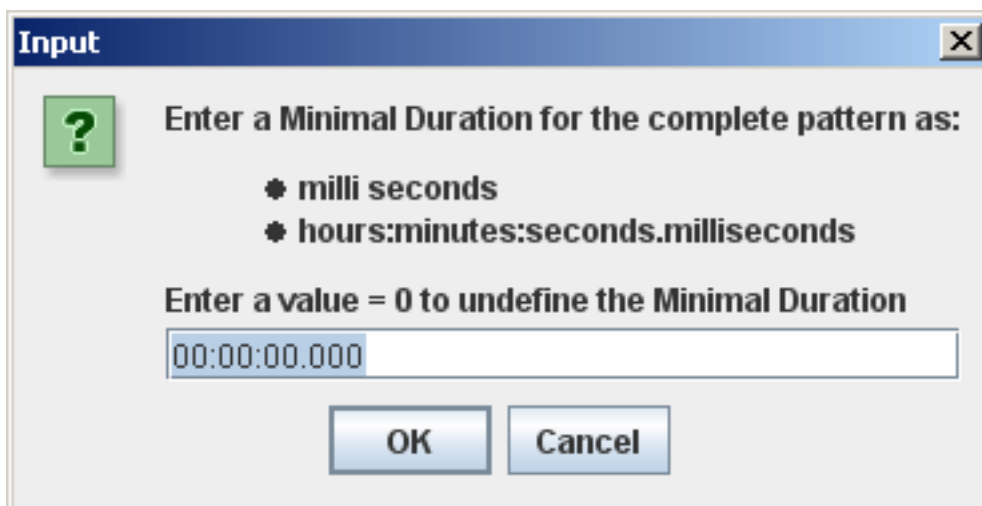 Input
Enter a Minimal Duration for the complete pattern as:
milli seconds
hours:minutes:seconds.milliseconds
Enter a value = 0 to undefine the Minimal Duration
00:00:00.000
OK Cancel